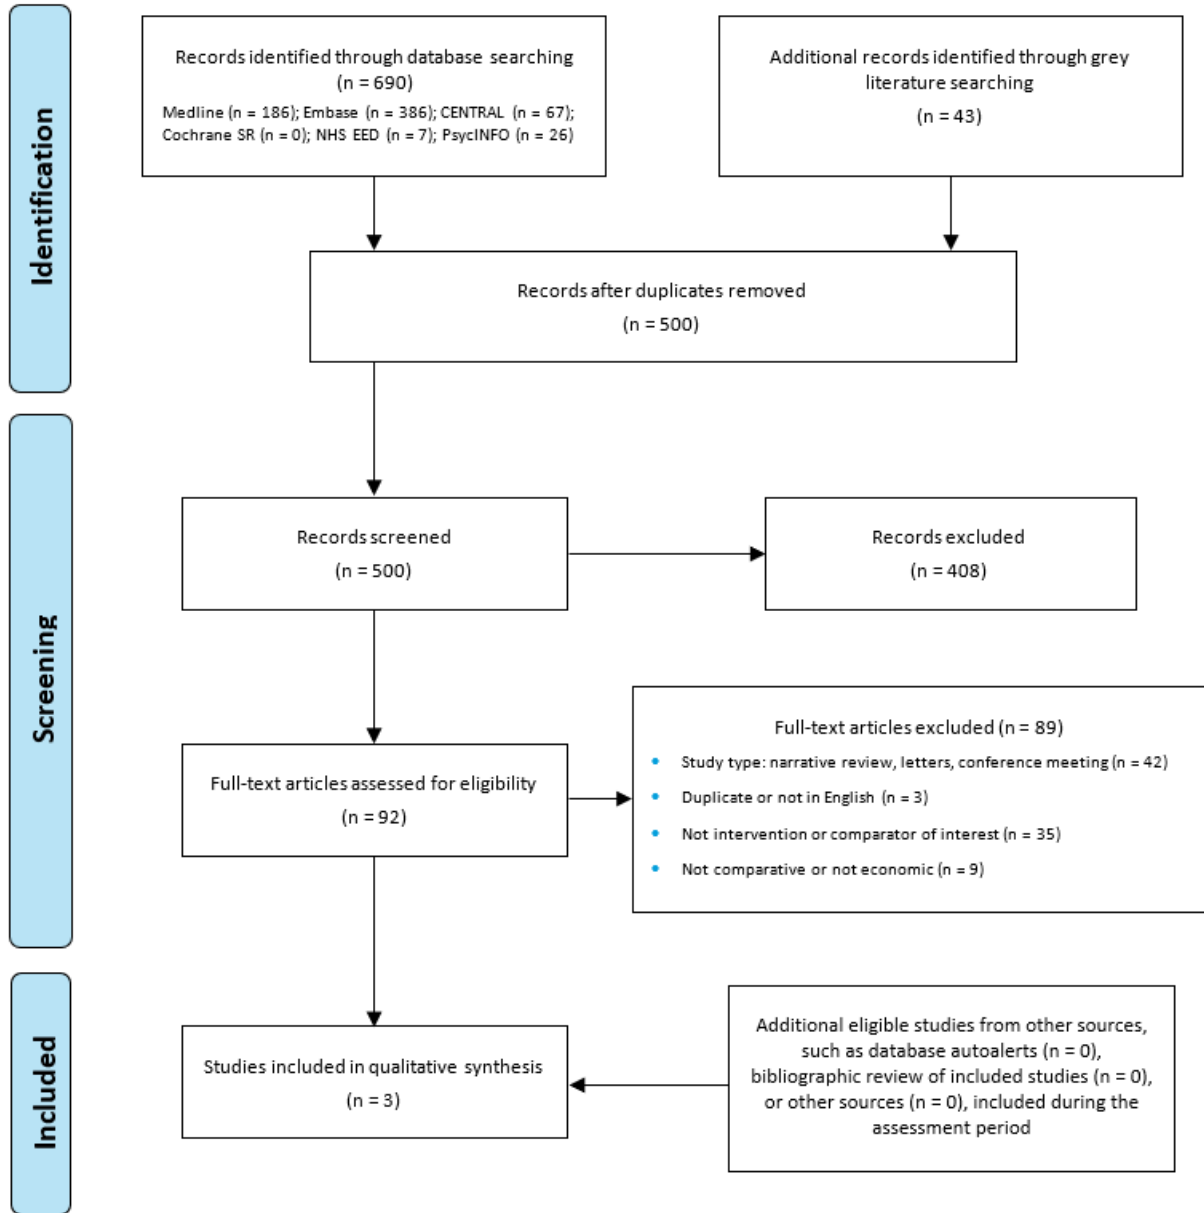 Identification
Records identified through database searching
(n = 690)
Medline (n = 186); Embase (n = 386); CENTRAL (n = 67);
Cochrane SR (n = 0); NHS EED (n = 7); PsycINFO (n = 26)
Additional records identified through grey
literature searching
(n = 43)
Records after duplicates removed
(n = 500)
Screening
Records screened
(n = 500)
Records excluded
(n = 408)
Full-text articles assessed for eligibility
(n = 92)
Full-text articles excluded (n = 89)
• Study type: narrative review, letters, conference meeting (n = 42)
• Duplicate or not in English (n = 3)
• Not intervention or comparator of interest (n = 35)
• Not comparative or not economic (n = 9)
Included
Studies included in qualitative synthesis
(n = 3)
Additional eligible studies from other sources,
such as database autoalerts (n = 0),
bibliographic review of included studies (n = 0),
or other sources (n = 0), included during the
assessment period